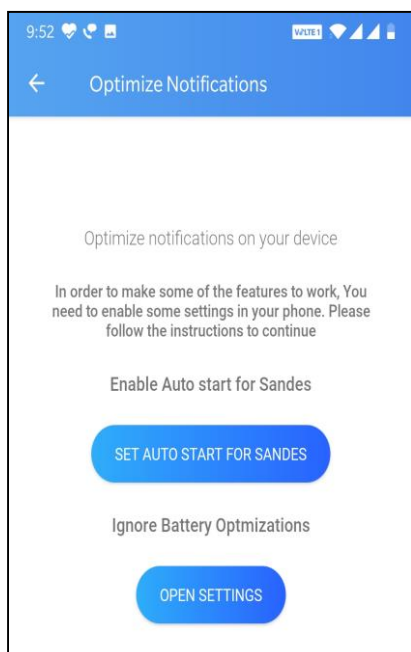 9:52
VoLTE1
Optimize Notifications
Optimize notifications on your device
In order to make some of the features to work, You
need to enable some settings in your phone. Please
follow the instructions to continue
Enable Auto start for Sandes
SET AUTO START FOR SANDES
Ignore Battery Optmizations
OPEN SETTINGS